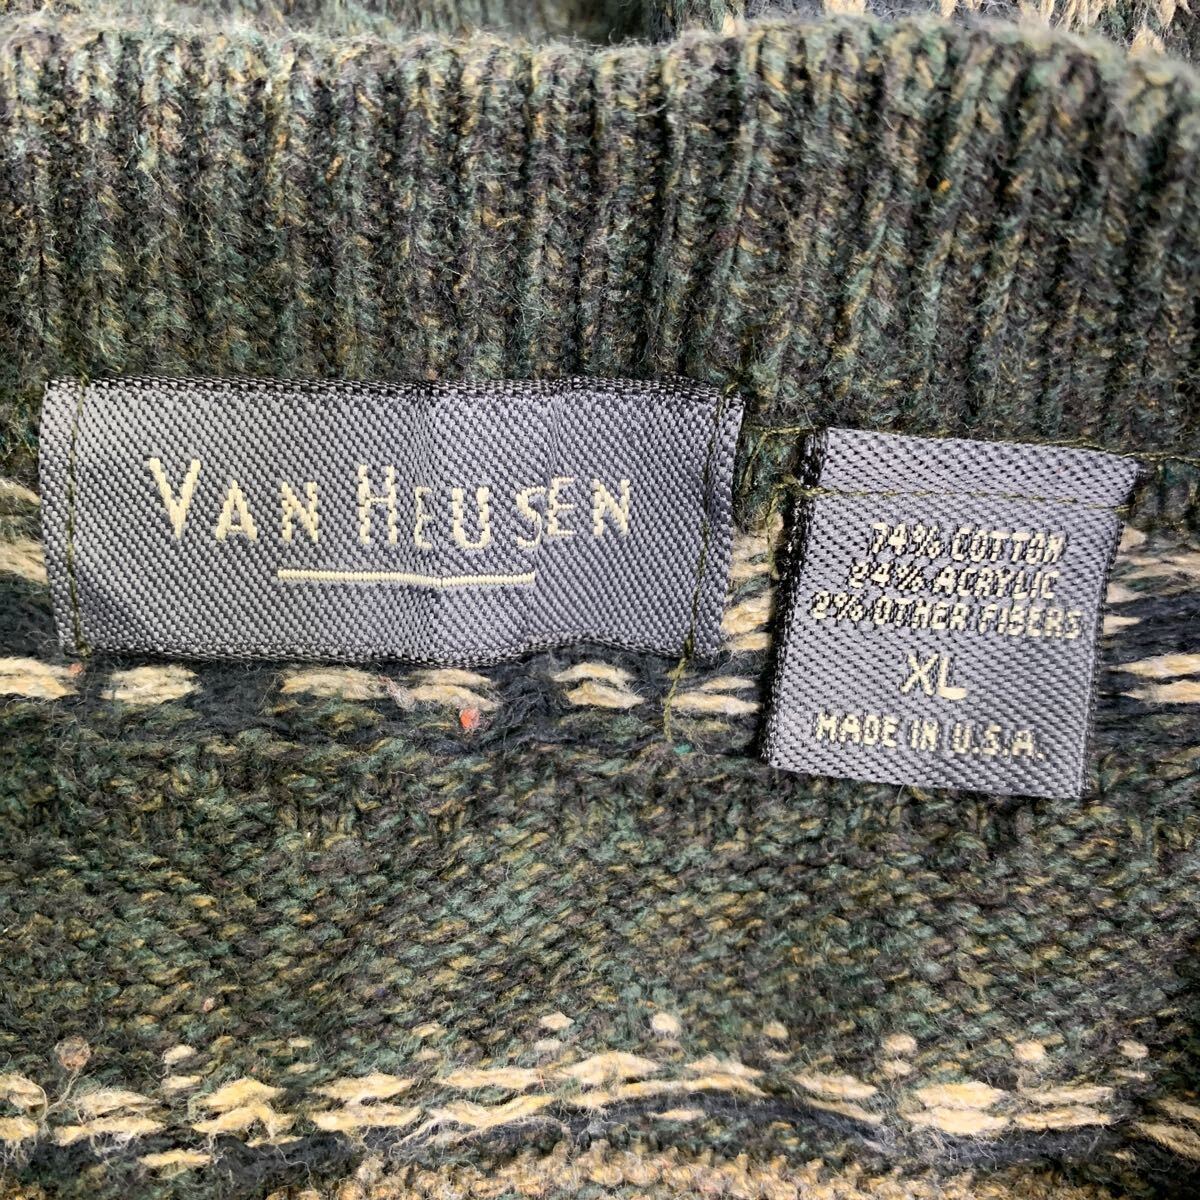 VAN HEUSEN
74% COTTON
24% ACRYLIC
2% OTHER FIBERS
XL
MADE IN U.S.A.